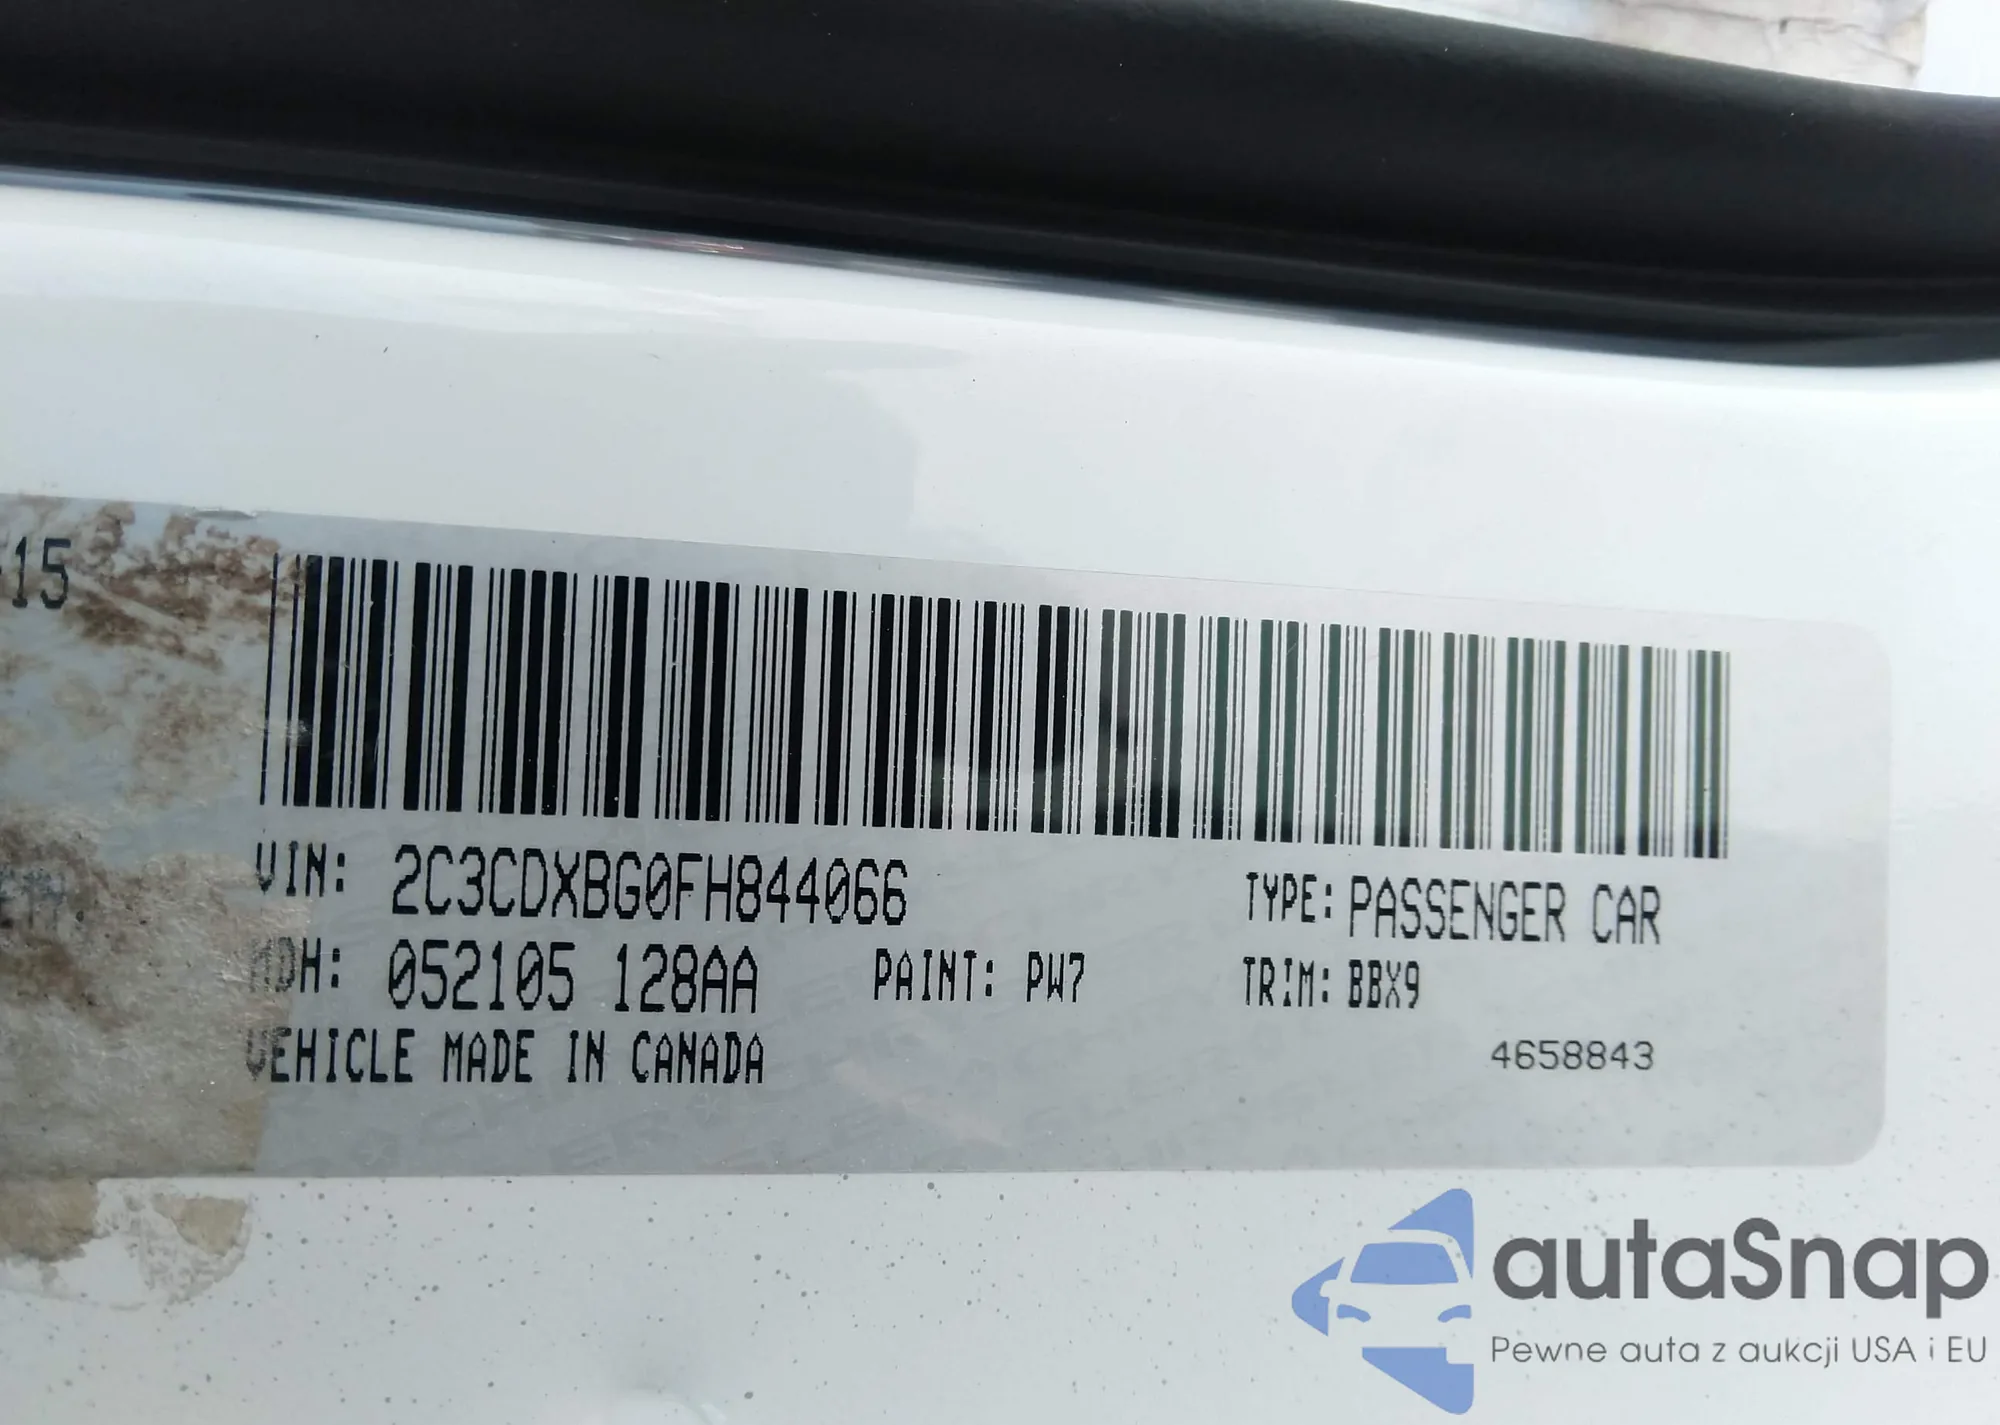 15
VIN: 2C3CDXBG0FH844066
TYPE: PASSENGER CAR
MDH: 052105 128AA
PAINT: PW7
TRIM: BBX9
VEHICLE MADE IN CANADA
4658843
autaSnap
Pewne auta z aukcji USA i EU